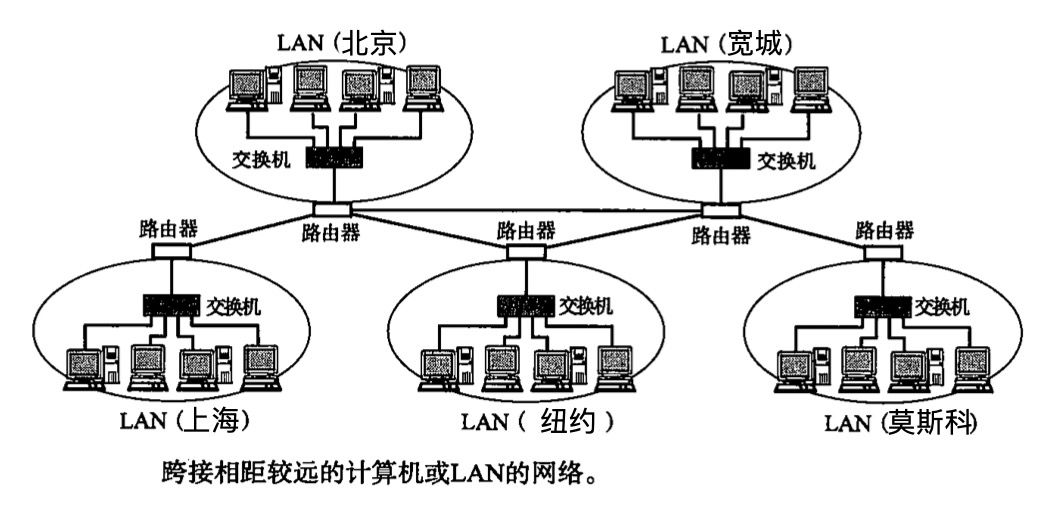 LAN (北京)
LAN (宽城)
交换机
交换机
路由器
路由器
路由器
路由器
路由器
交换机
交换机
交换机
LAN (上海)
LAN ( 纽约 )
LAN (莫斯科)
跨接相距较远的计算机或LAN的网络。